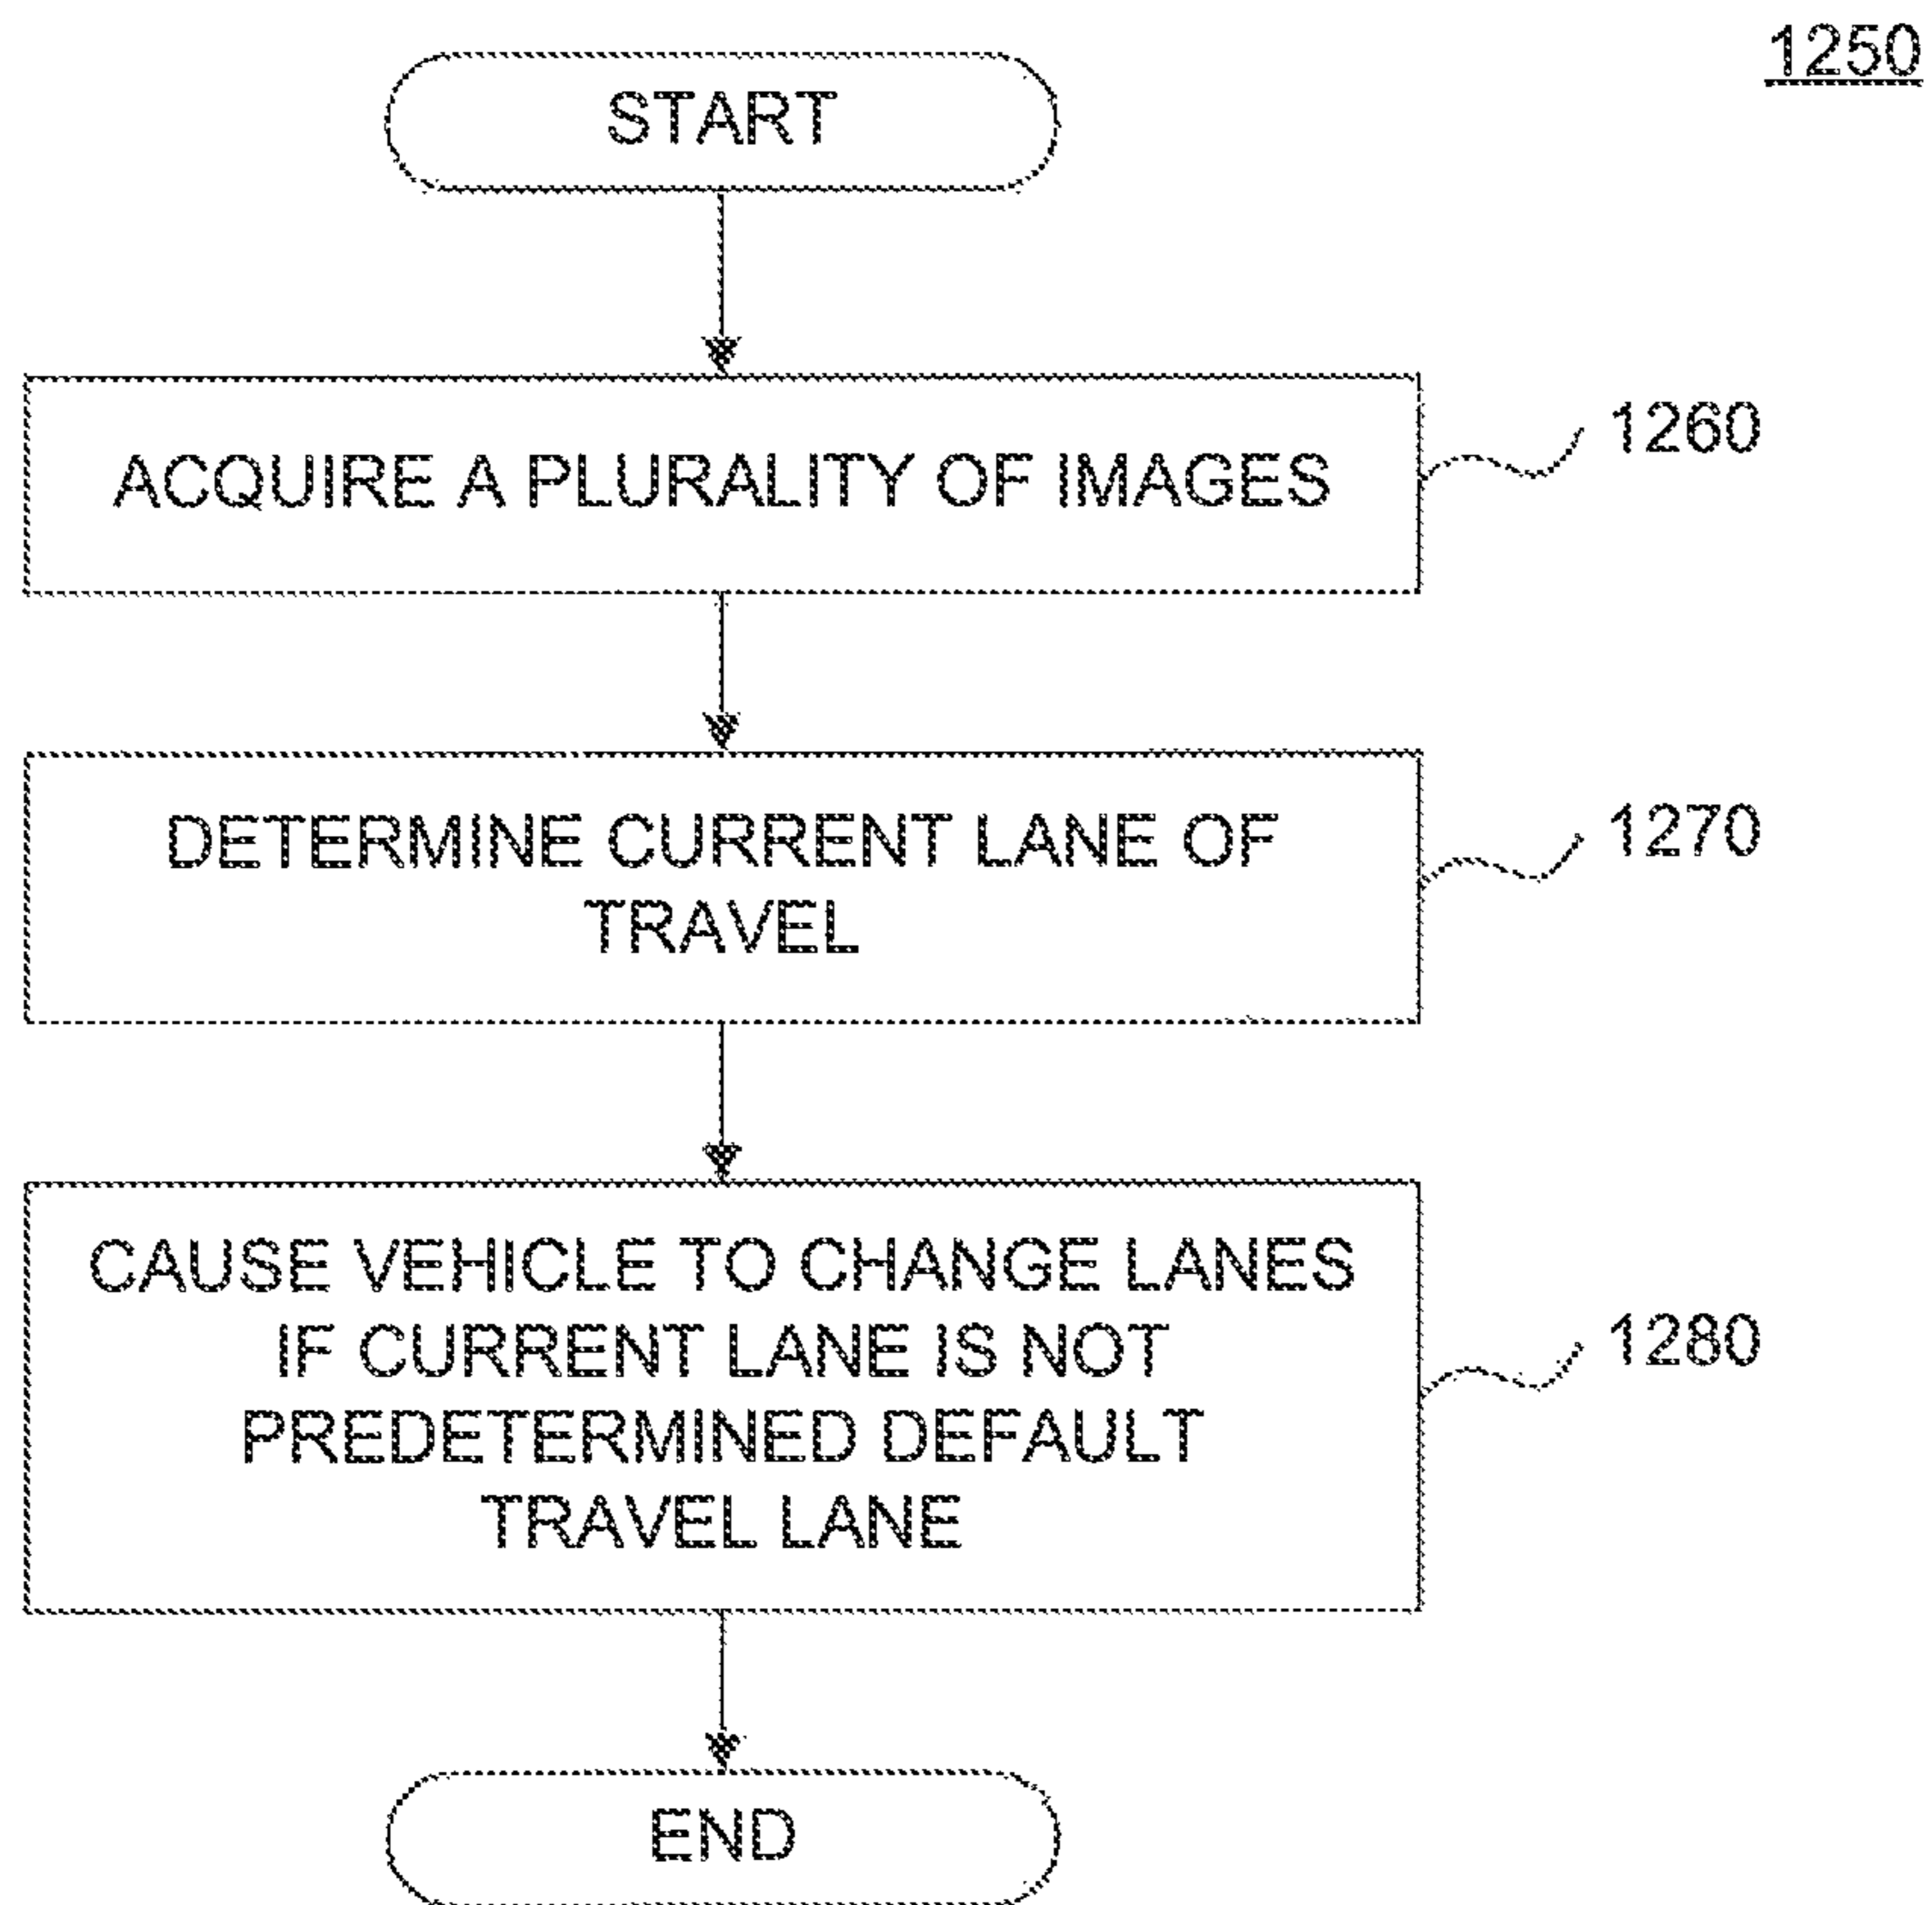 1250
START
ACQUIRE A PLURALITY OF IMAGES
1260
DETERMINE CURRENT LANE OF
TRAVEL
1270
CAUSE VEHICLE TO CHANGE LANES
IF CURRENT LANE IS NOT
PREDETERMINED DEFAULT
TRAVEL LANE
1280
END